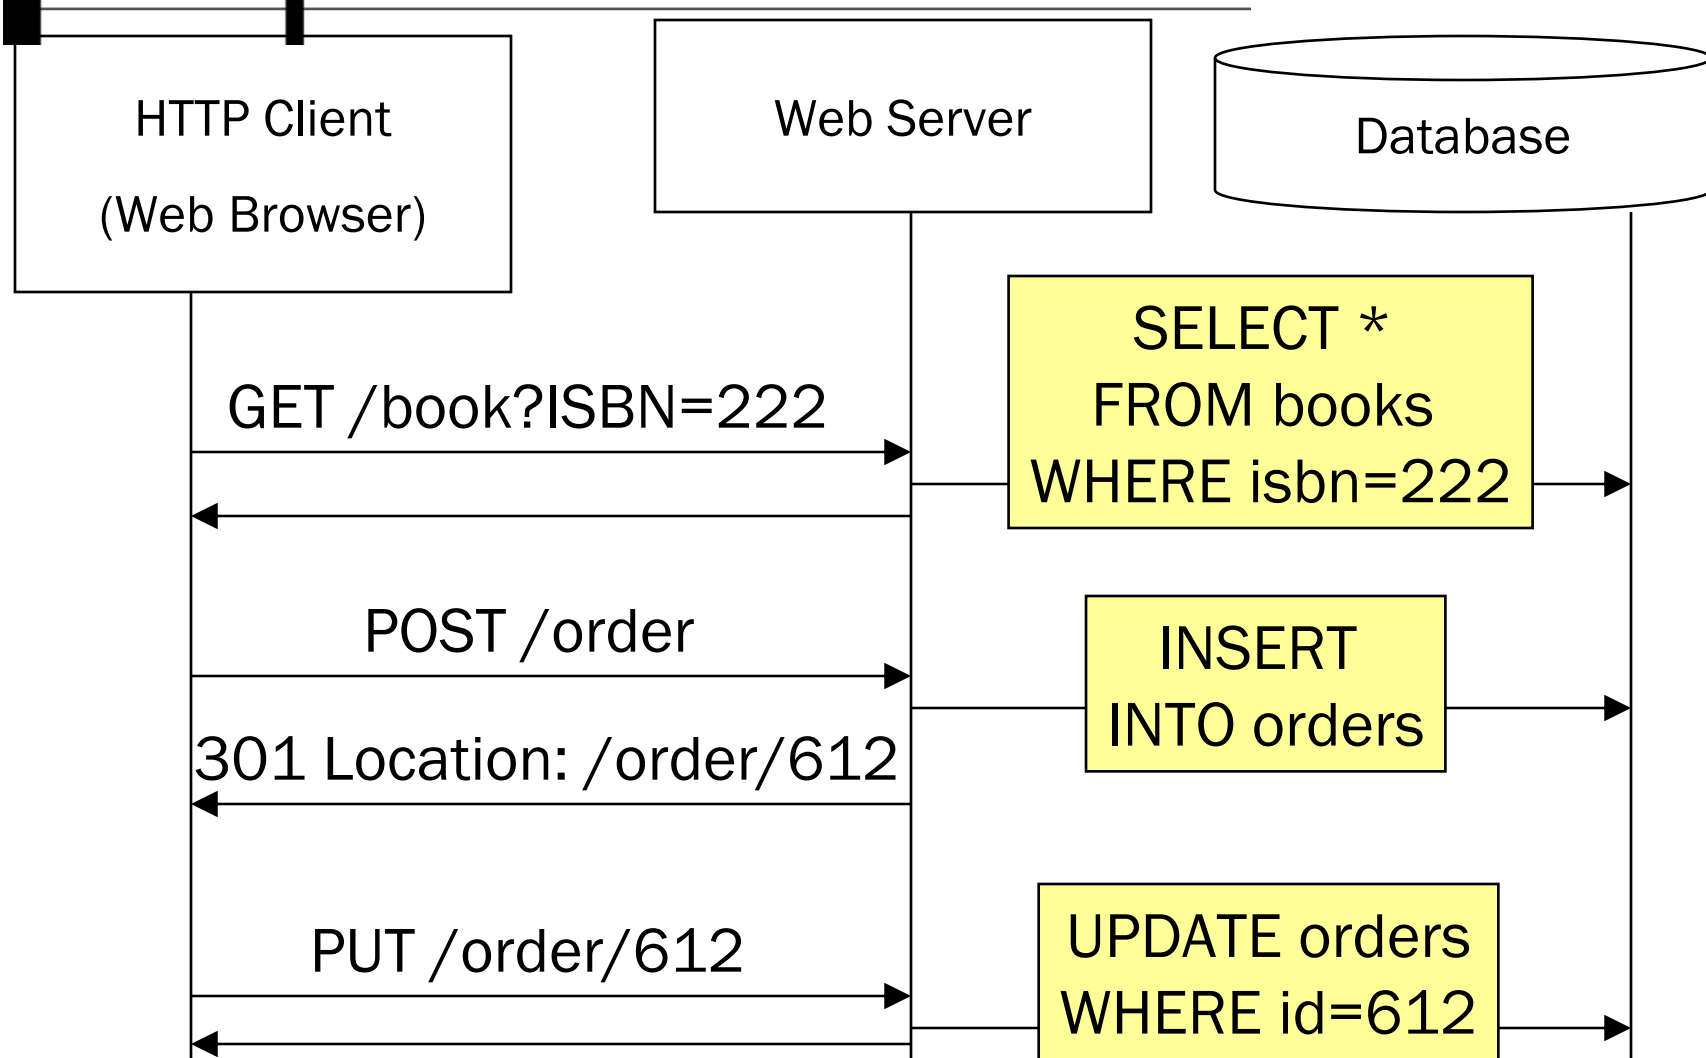 HTTP Client
(Web Browser)
Web Server
Database
GET /book?ISBN=222
SELECT *
FROM books
WHERE isbn=222
POST /order
INSERT
INTO orders
301 Location: /order/612
PUT /order/612
UPDATE orders
WHERE id=612